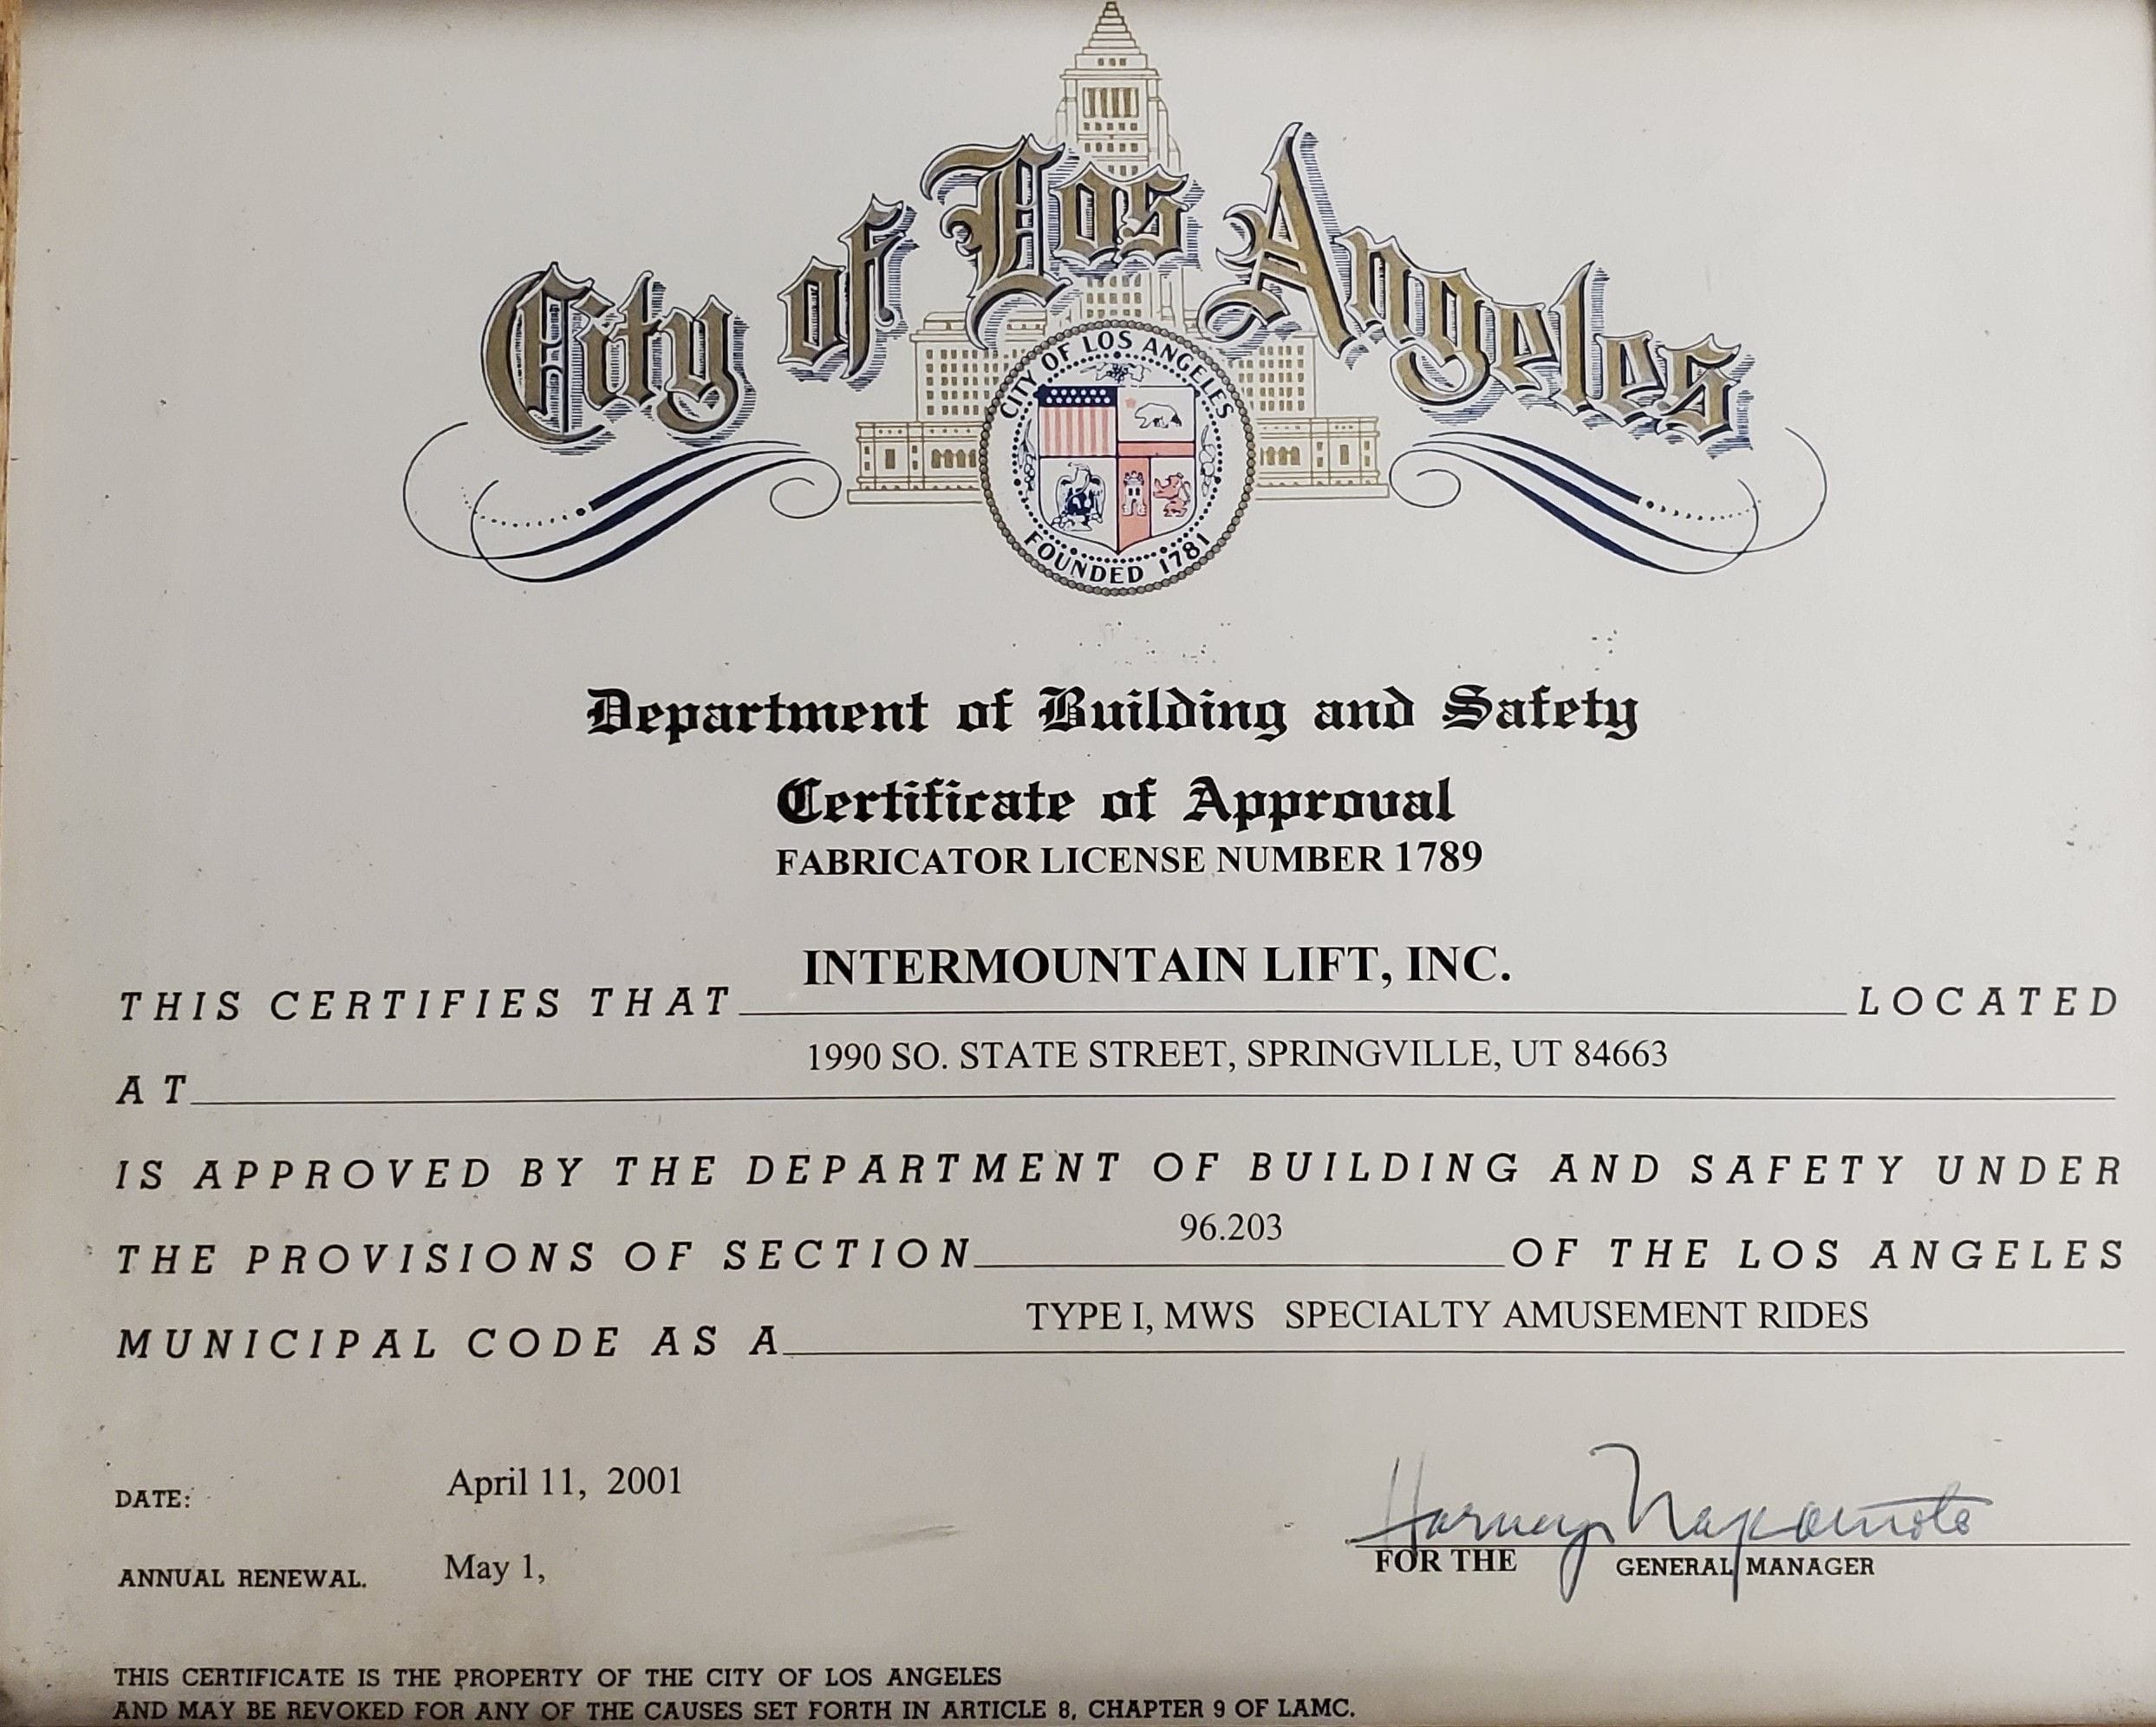 City of Los Angeles
CITY OF LOS ANGELES
FOUNDED 1781
Department of Building and Safety
Certificate of Approval
FABRICATOR LICENSE NUMBER 1789
INTERMOUNTAIN LIFT, INC.
THIS CERTIFIES THAT LOCATED
1990 SO. STATE STREET, SPRINGVILLE, UT 84663
AT
IS APPROVED BY THE DEPARTMENT OF BUILDING AND SAFETY UNDER
96.203
THE PROVISIONS OF SECTION OF THE LOS ANGELES
TYPE I, MWS SPECIALTY AMUSEMENT RIDES
MUNICIPAL CODE AS A
DATE: April 11, 2001
Harvey Nakamoto
FOR THE GENERAL MANAGER
ANNUAL RENEWAL. May 1,
THIS CERTIFICATE IS THE PROPERTY OF THE CITY OF LOS ANGELES
AND MAY BE REVOKED FOR ANY OF THE CAUSES SET FORTH IN ARTICLE 8, CHAPTER 9 OF LAMC.